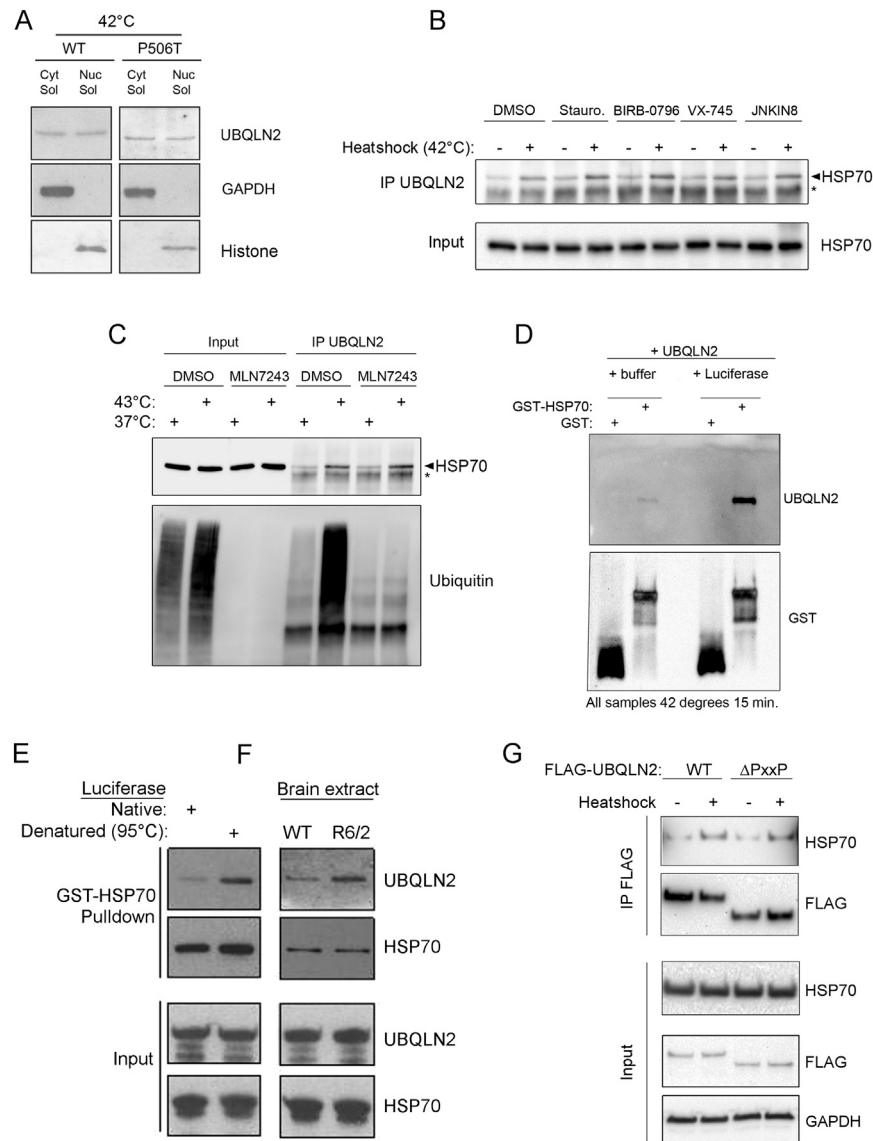 A
42°C
WT P506T
Cyt Sol Nuc Sol Cyt Sol Nuc Sol
UBQLN2
GAPDH
Histone
B
DMSO Stauro. BIRB-0796 VX-745 JNKIN8
Heatshock (42°C): - + - + - + - + - +
IP UBQLN2 HSP70
*
Input HSP70
C
Input IP UBQLN2
DMSO MLN7243 DMSO MLN7243
43°C: + + + +
37°C: + + + +
HSP70
*
Ubiquitin
D
+ UBQLN2
+ buffer + Luciferase
GST-HSP70: + +
GST: + +
UBQLN2
GST
All samples 42 degrees 15 min.
E
Luciferase
Native: +
Denatured (95°C): +
GST-HSP70 Pulldown
Input
F
Brain extract
WT R6/2
UBQLN2
HSP70
UBQLN2
HSP70
G
FLAG-UBQLN2: WT ΔPxxP
Heatshock - + - +
IP FLAG
HSP70
FLAG
Input
HSP70
FLAG
GAPDH